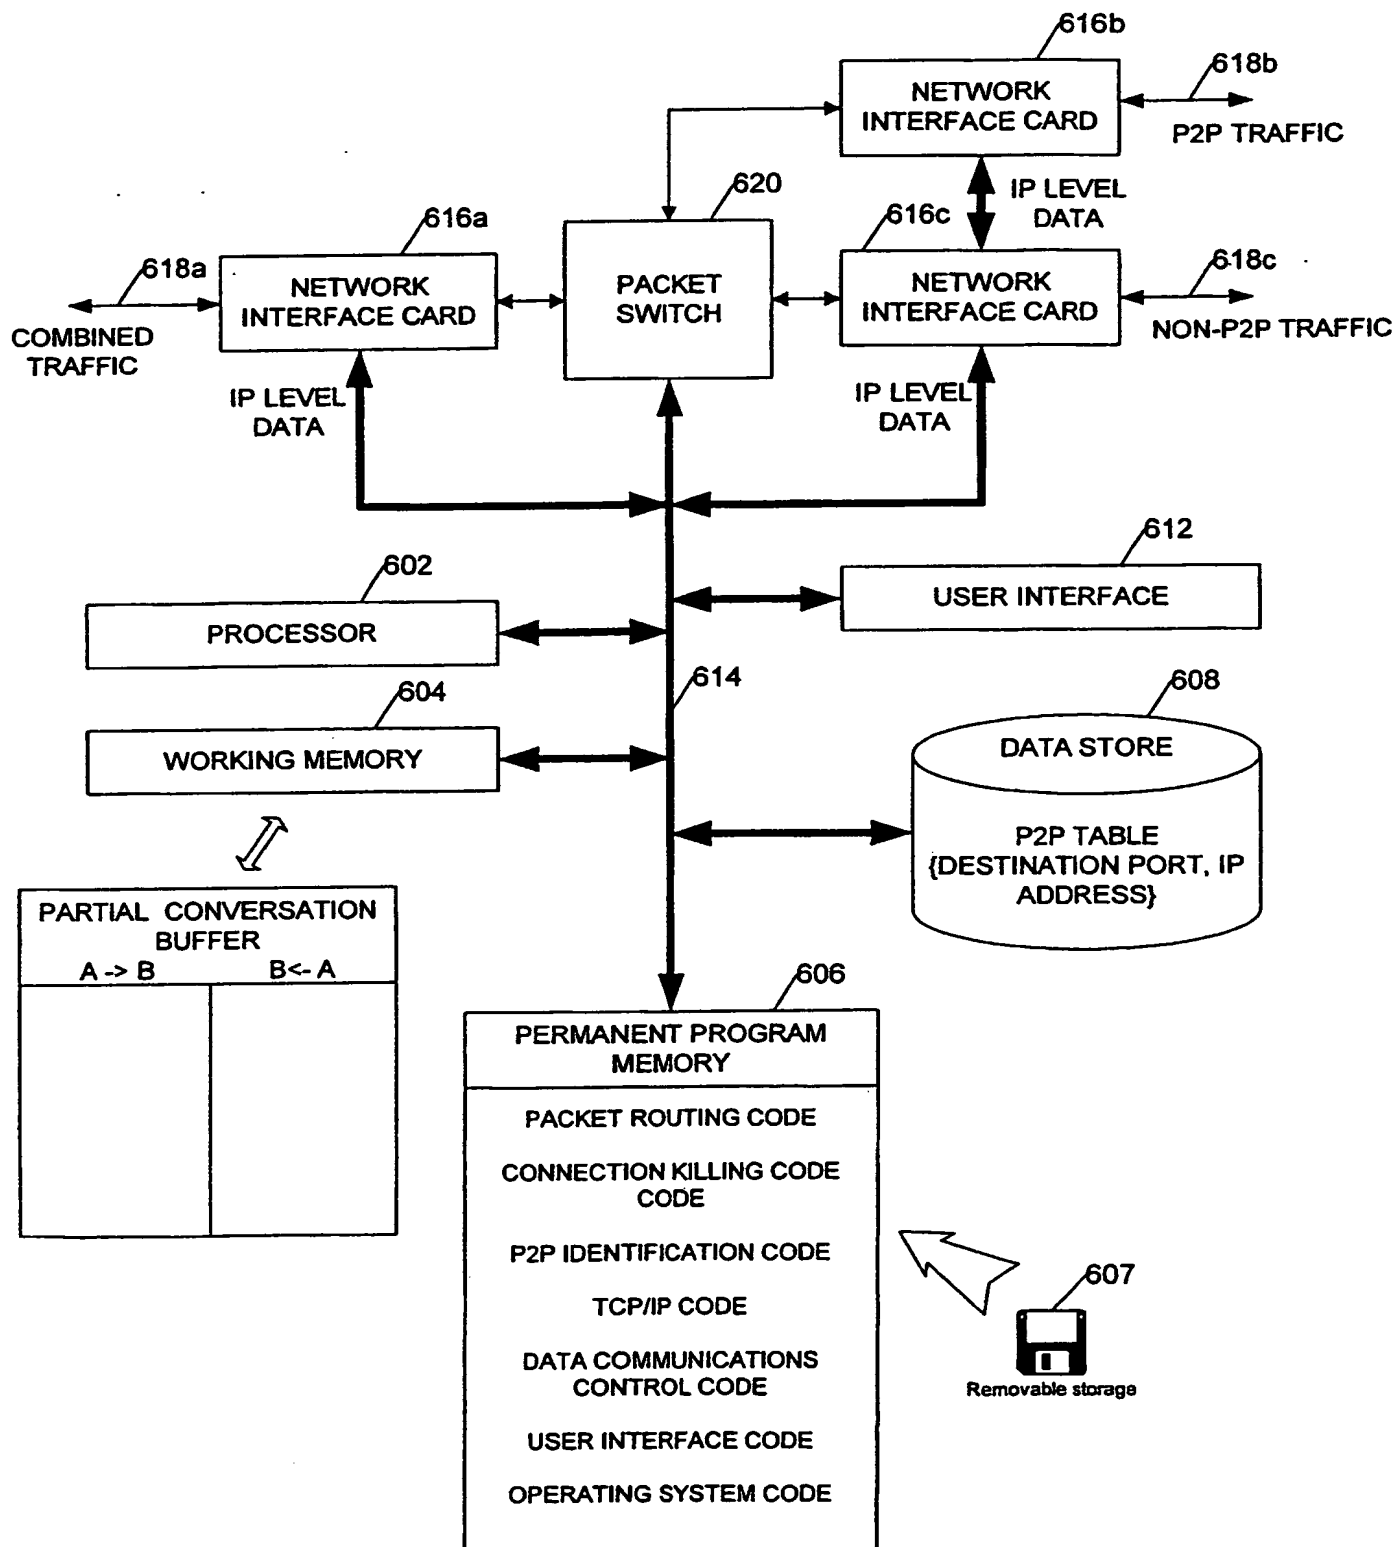 616b
NETWORK
INTERFACE CARD
618b
P2P TRAFFIC
620
IP LEVEL
DATA
616a
616c
618a
NETWORK
INTERFACE CARD
PACKET
SWITCH
NETWORK
INTERFACE CARD
618c
COMBINED
TRAFFIC
NON-P2P TRAFFIC
IP LEVEL
DATA
IP LEVEL
DATA
612
602
USER INTERFACE
PROCESSOR
614
604
608
WORKING MEMORY
DATA STORE
P2P TABLE
{DESTINATION PORT, IP
ADDRESS}
PARTIAL CONVERSATION
BUFFER
A -> B
B<- A
606
PERMANENT PROGRAM
MEMORY
PACKET ROUTING CODE
CONNECTION KILLING CODE
CODE
P2P IDENTIFICATION CODE
607
TCP/IP CODE
DATA COMMUNICATIONS
CONTROL CODE
Removable storage
USER INTERFACE CODE
OPERATING SYSTEM CODE